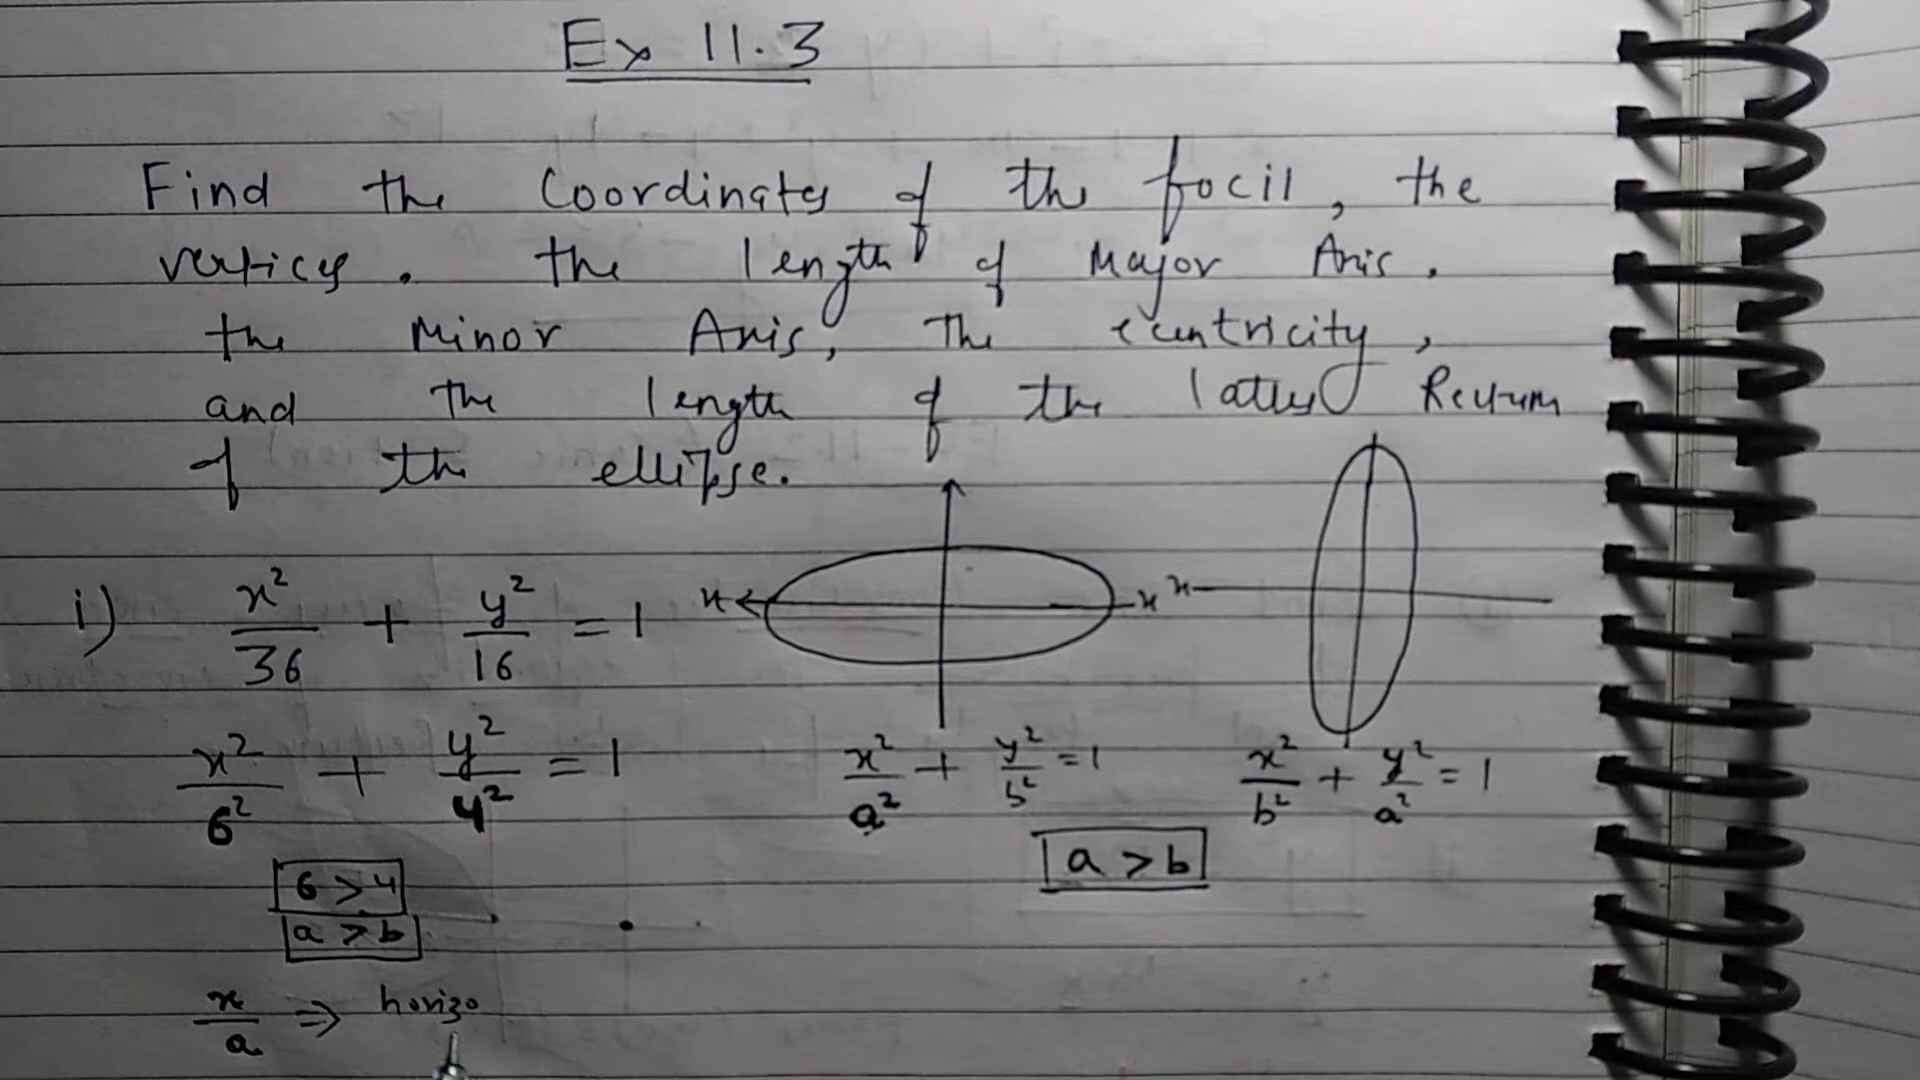 Ex 11.3
Find the Coordinates of the focii, the
vertices, the length of Major Axis,
the Minor Axis, The eccentricity,
and the length of the latus Rectum
of the ellipse.
i) x²/36 + y²/16 = 1
x x x
x²/6² + y²/4² = 1
x²/a² + y²/b² = 1
x²/b² + y²/a² = 1
a > b
6 > 4
a > b
x/a ⇒ horizo